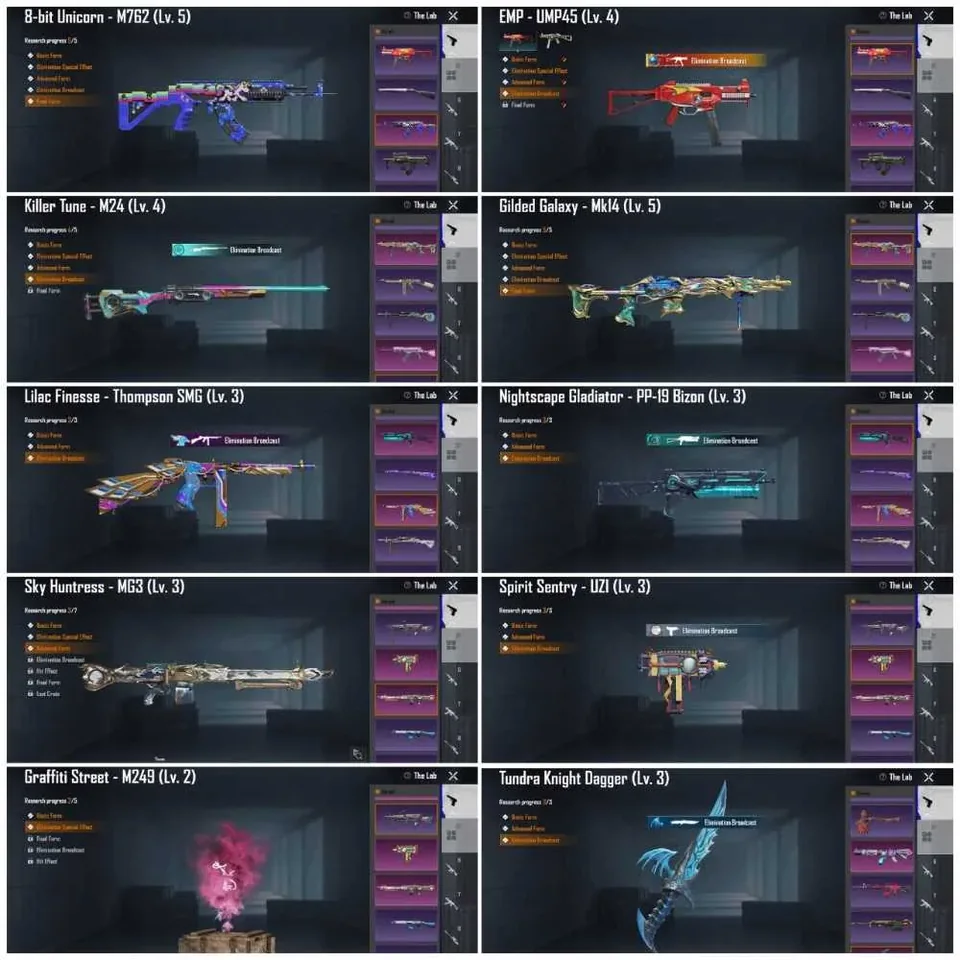 8-bit Unicorn - M762 (Lv. 5)
The Lab
Research progress 5/5
Basic Form
Elimination Special Effect
Advanced Form
Elimination Broadcast
Final Form
EMP - UMP45 (Lv. 4)
The Lab
Elimination Broadcast
Basic Form
Elimination Special Effect
Advanced Form
Elimination Broadcast
Final Form
Killer Tune - M24 (Lv. 4)
The Lab
Research progress 4/5
Elimination Broadcast
Basic Form
Elimination Special Effect
Advanced Form
Elimination Broadcast
Final Form
Gilded Galaxy - Mk14 (Lv. 5)
The Lab
Research progress 5/5
Basic Form
Elimination Special Effect
Advanced Form
Elimination Broadcast
Final Form
Lilac Finesse - Thompson SMG (Lv. 3)
The Lab
Research progress 3/3
Basic Form
Elimination Broadcast
Advanced Form
Elimination Broadcast
Nightscape Gladiator - PP-19 Bizon (Lv. 3)
The Lab
Research progress 3/3
Basic Form
Elimination Broadcast
Advanced Form
Elimination Broadcast
Sky Huntress - MG3 (Lv. 3)
The Lab
Research progress 3/7
Basic Form
Elimination Special Effect
Advanced Form
Elimination Broadcast
Hit Effect
Final Form
Loot Crate
Spirit Sentry - UZI (Lv. 3)
The Lab
Research progress 3/3
Basic Form
Elimination Broadcast
Advanced Form
Elimination Broadcast
Graffiti Street - M249 (Lv. 2)
The Lab
Research progress 2/5
Basic Form
Elimination Special Effect
Final Form
Elimination Broadcast
Hit Effect
Tundra Knight Dagger (Lv. 3)
The Lab
Research progress 3/3
Basic Form
Elimination Broadcast
Advanced Form
Elimination Broadcast